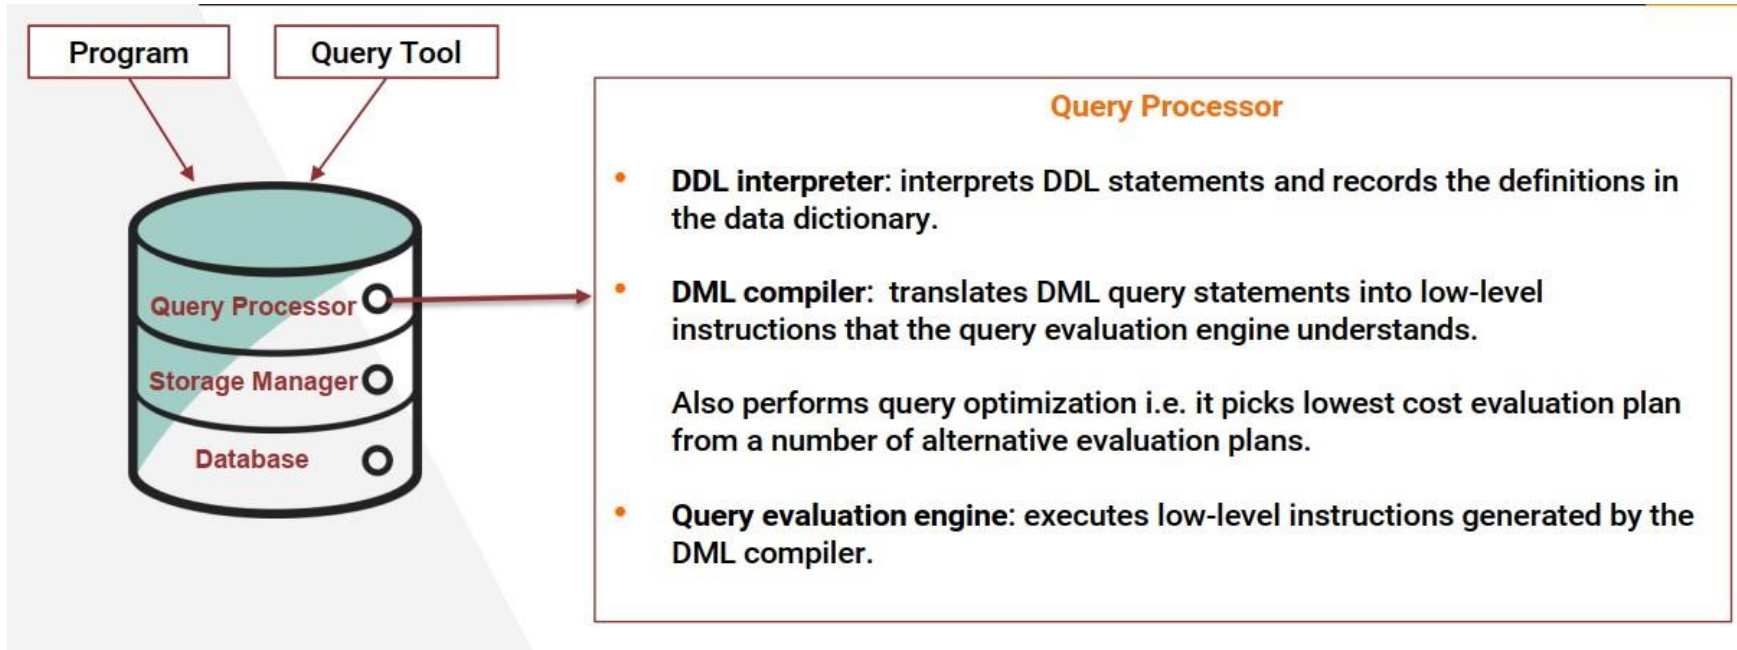 Program
Query Tool
Query Processor
Storage Manager
Database
Query Processor
• DDL interpreter: interprets DDL statements and records the definitions in
the data dictionary.
• DML compiler: translates DML query statements into low-level
instructions that the query evaluation engine understands.
Also performs query optimization i.e. it picks lowest cost evaluation plan
from a number of alternative evaluation plans.
• Query evaluation engine: executes low-level instructions generated by the
DML compiler.